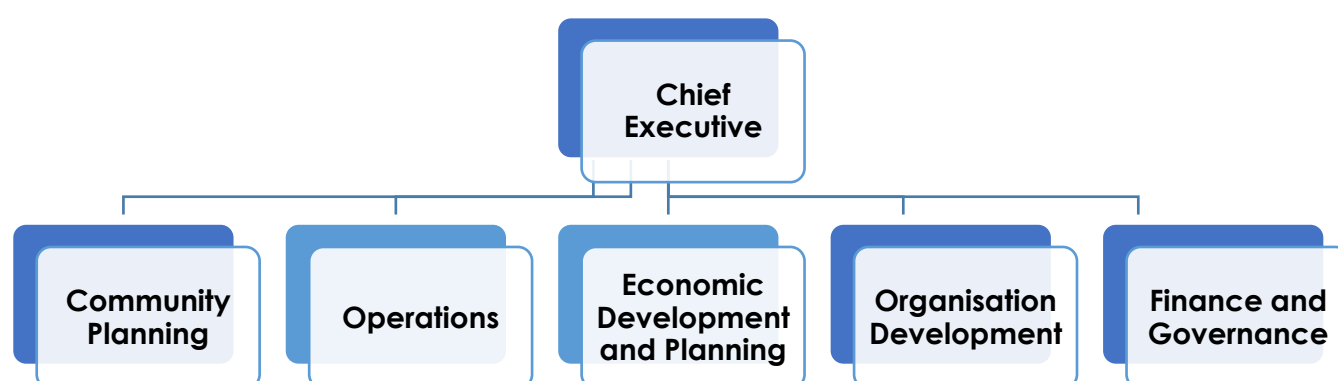 Chief
Executive
Community
Planning
Operations
Economic
Development
and Planning
Organisation
Development
Finance and
Governance